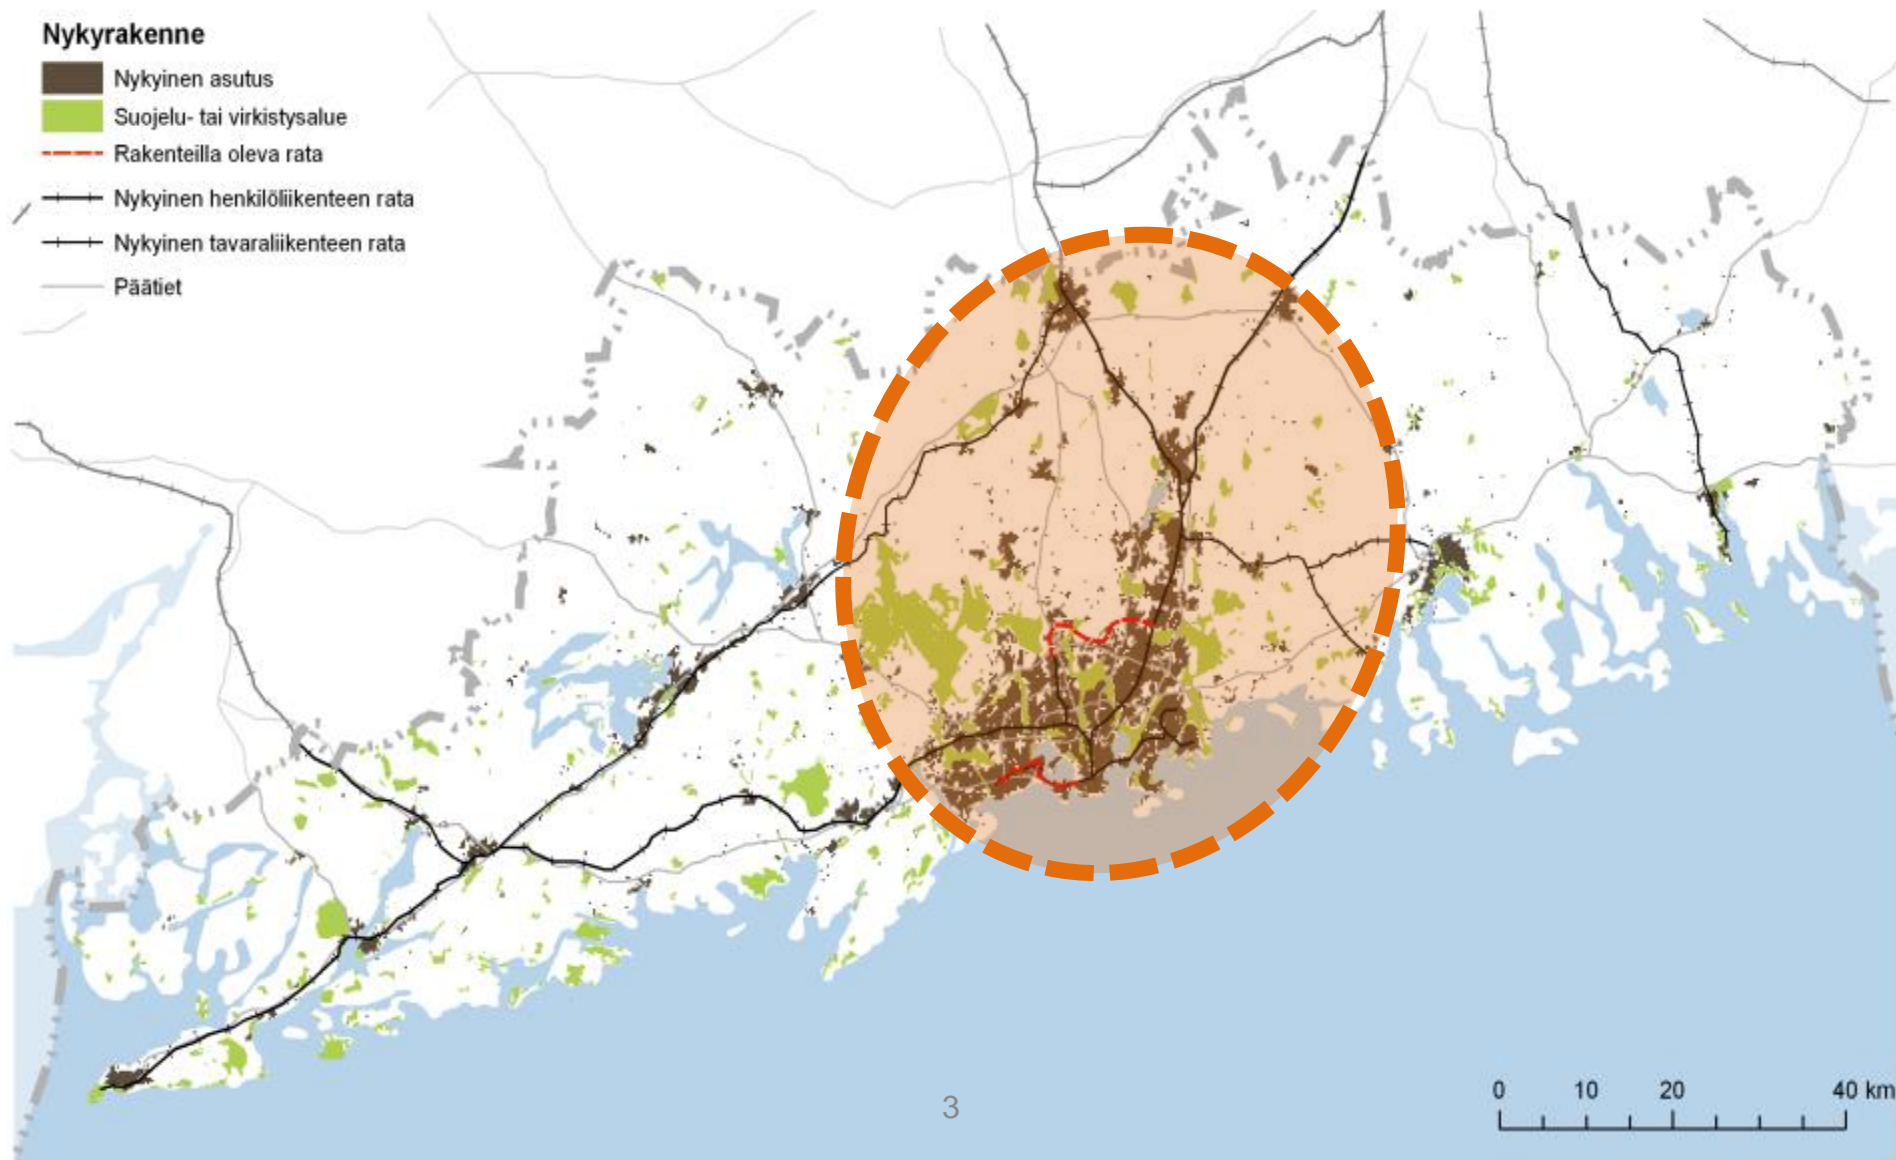 Nykyrakenne
Nykyinen asutus
Suojelu- tai virkistysalue
Rakenteilla oleva rata
Nykyinen henkilöliikenteen rata
Nykyinen tavaraliikenteen rata
Päätiet
0 10 20 40 km
3